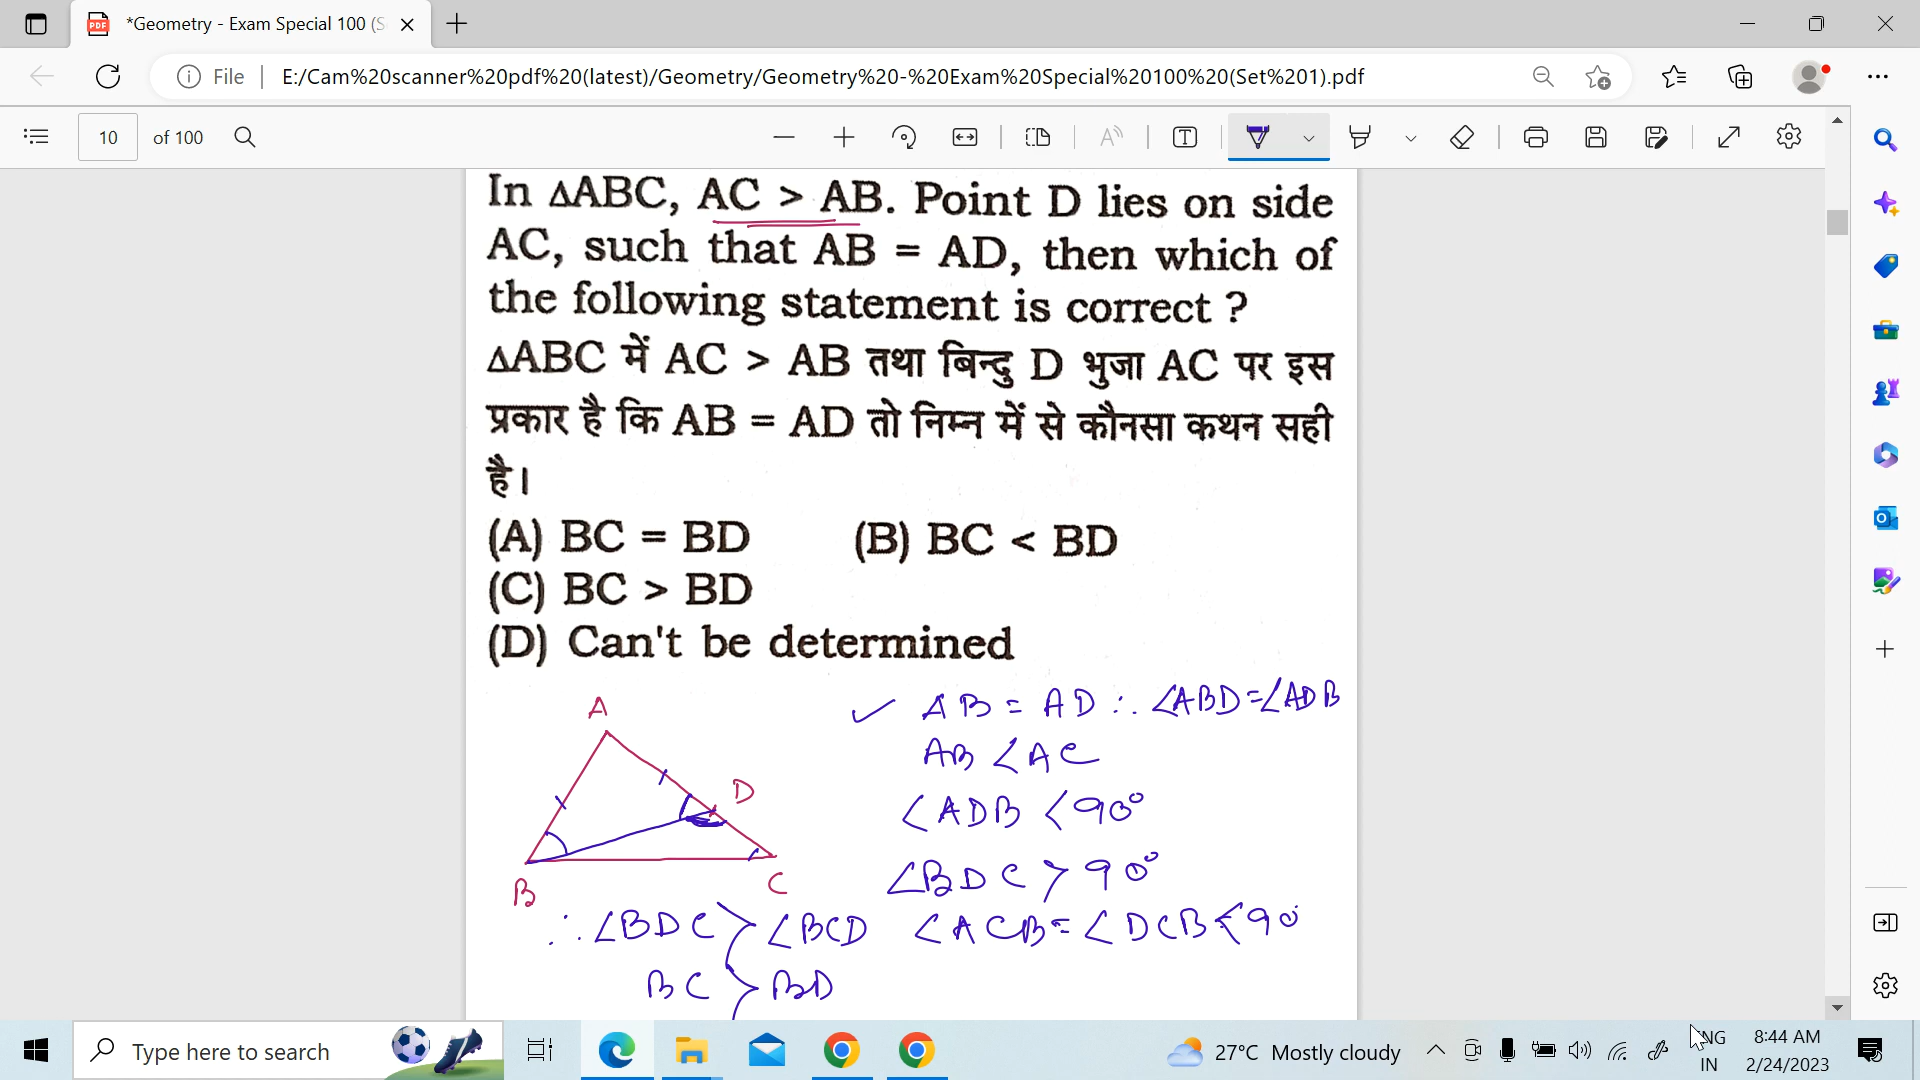 *Geometry - Exam Special 100 (S
File
E:/Cam%20scanner%20pdf%20(latest)/Geometry/Geometry%20-%20Exam%20Special%20100%20(Set%201).pdf
10 of 100
In ΔABC, AC > AB. Point D lies on side
AC, such that AB = AD, then which of
the following statement is correct ?
ΔABC में AC > AB तथा बिन्दु D भुजा AC पर इस
प्रकार है कि AB = AD तो निम्न में से कौनसा कथन सही
है।
(A) BC = BD (B) BC < BD
(C) BC > BD
(D) Can't be determined
A
D
B
C
✓ AB = AD ∴ ∠ABD = ∠ADB
AB < AC
∠ADB < 90°
∠BDC > 90°
∴ ∠BDC > ∠BCD ∠ACB = ∠DCB < 90
BC > BD
Type here to search
27°C Mostly cloudy
NG
IN
8:44 AM
2/24/2023